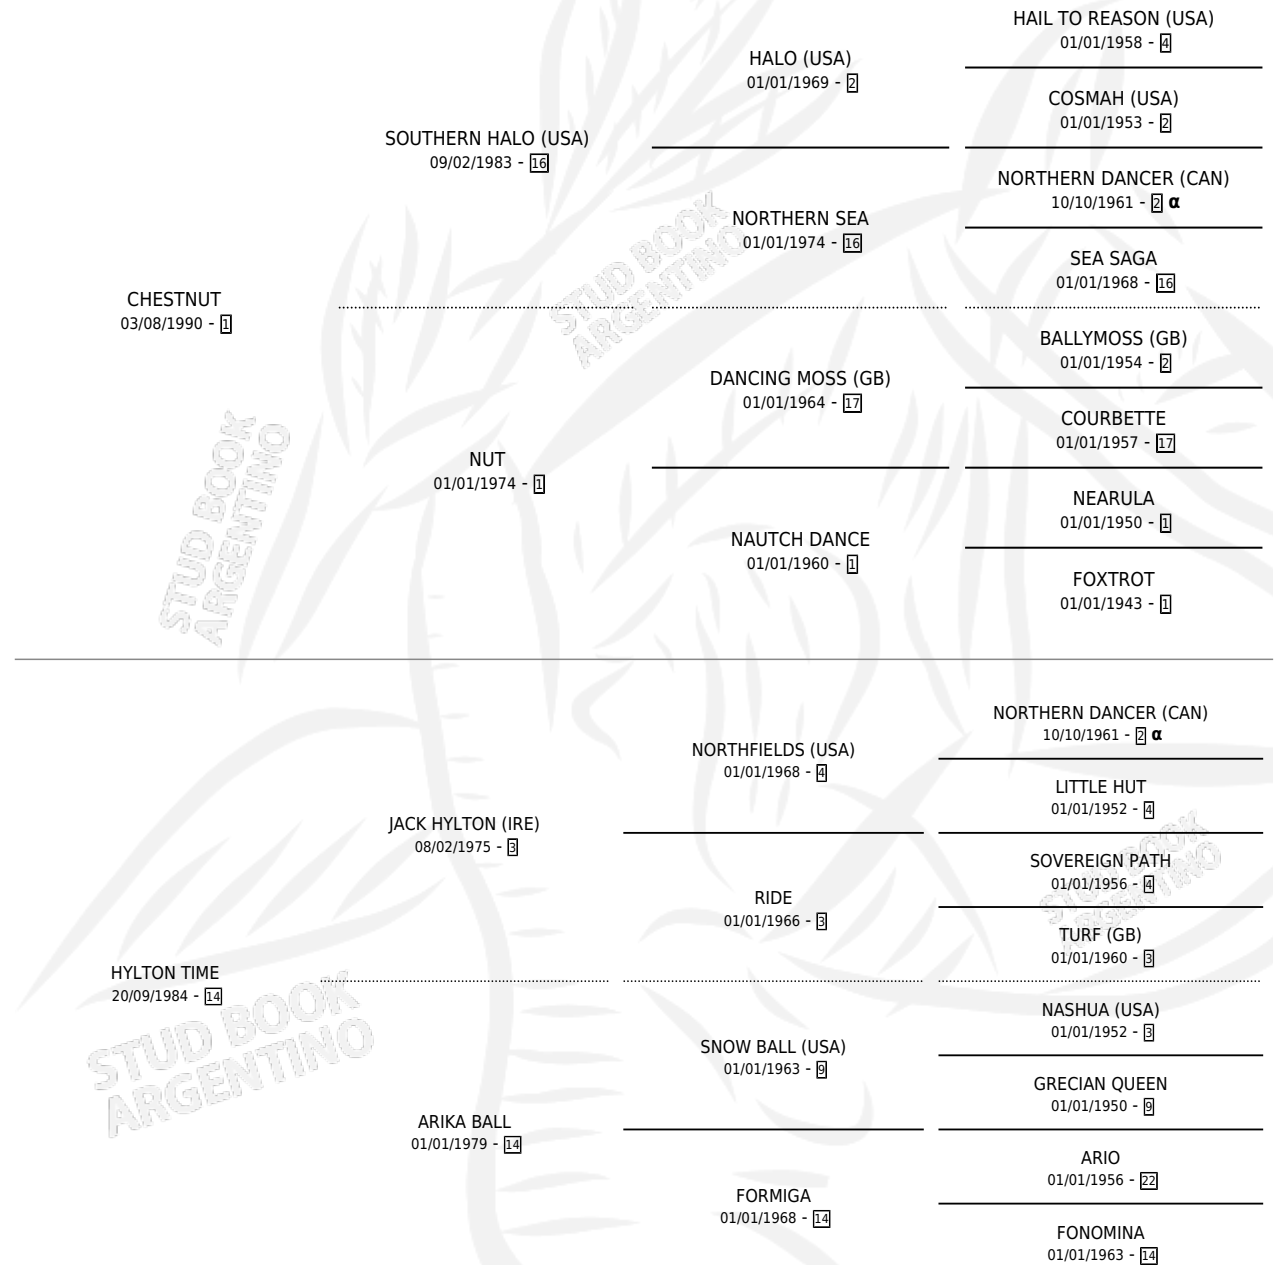 HAIL TO REASON (USA)
01/01/1958 - 4
HALO (USA)
01/01/1969 - 2
COSMAH (USA)
01/01/1953 - 2
SOUTHERN HALO (USA)
09/02/1983 - 16
NORTHERN DANCER (CAN)
10/10/1961 - 2 α
NORTHERN SEA
01/01/1974 - 16
SEA SAGA
01/01/1968 - 16
CHESTNUT
03/08/1990 - 1
STUD BOOK
ARGENTINO
BALLYMOSS (GB)
01/01/1954 - 2
DANCING MOSS (GB)
01/01/1964 - 17
COURBETTE
01/01/1957 - 17
NUT
01/01/1974 - 1
NEARULA
01/01/1950 - 1
NAUTCH DANCE
01/01/1960 - 1
FOXTROT
01/01/1943 - 1
STUD BOOK
ARGENTINO
NORTHERN DANCER (CAN)
10/10/1961 - 2 α
NORTHFIELDS (USA)
01/01/1968 - 4
LITTLE HUT
01/01/1952 - 4
JACK HYLTON (IRE)
08/02/1975 - 3
SOVEREIGN PATH
01/01/1956 - 4
RIDE
01/01/1966 - 3
TURF (GB)
01/01/1960 - 3
STUD BOOK
ARGENTINO
HYLTON TIME
20/09/1984 - 14
NASHUA (USA)
01/01/1952 - 3
SNOW BALL (USA)
01/01/1963 - 9
GRECIAN QUEEN
01/01/1950 - 9
STUD BOOK
ARGENTINO
ARIKA BALL
01/01/1979 - 14
ARIO
01/01/1956 - 22
FORMIGA
01/01/1968 - 14
FONOMINA
01/01/1963 - 14